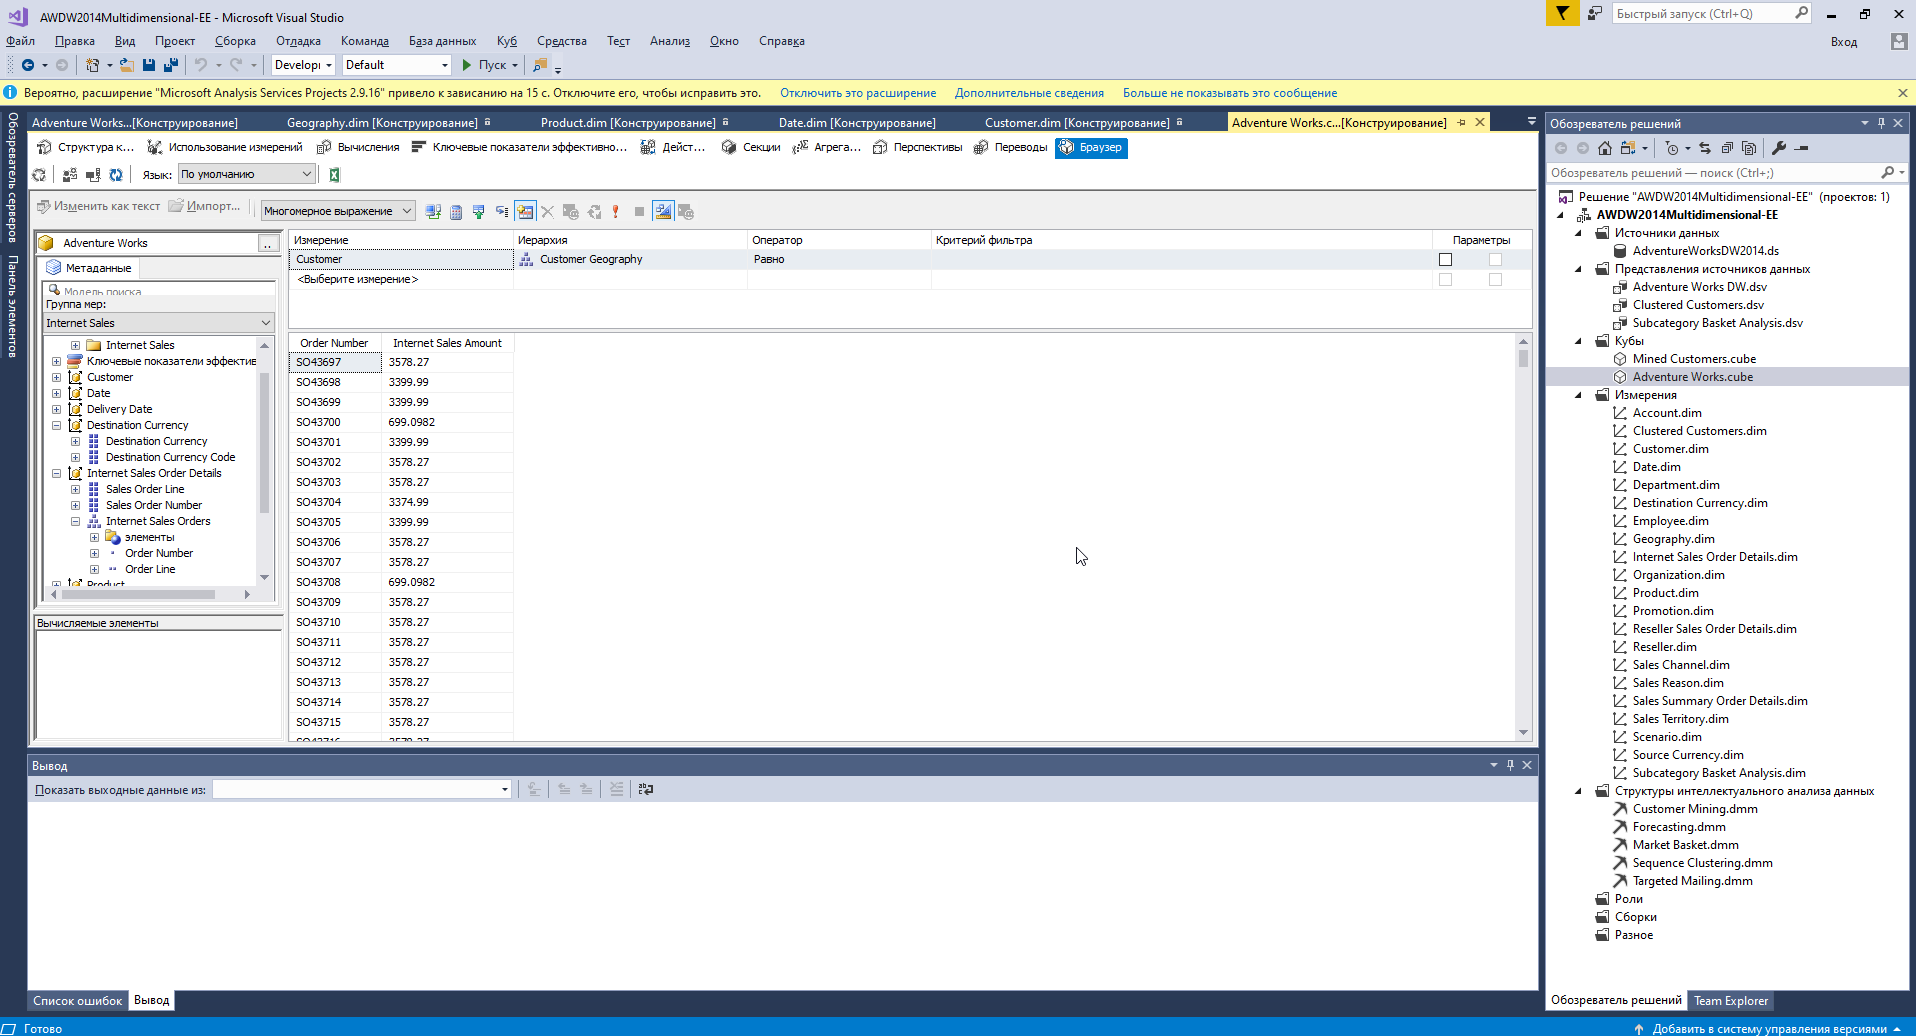 AWDW2014Multidimensional-EE - Microsoft Visual Studio
Быстрый запуск (Ctrl+Q)
Файл Правка Вид Проект Сборка Отладка Команда База данных Куб Средства Тест Анализ Окно Справка
Вход
Developi Default Пуск
Вероятно, расширение "Microsoft Analysis Services Projects 2.9.16" привело к зависанию на 15 с. Отключите его, чтобы исправить это. Отключить это расширение Дополнительные сведения Больше не показывать это сообщение
Обозреватель серверов
Панель элементов
Adventure Works...[Конструирование] Geography.dim [Конструирование] Product.dim [Конструирование] Date.dim [Конструирование] Customer.dim [Конструирование] Adventure Works.c...[Конструирование]
Структура к... Использование измерений Вычисления Ключевые показатели эффективно... Дейст... Секции Агрега... Перспективы Переводы Браузер
Язык: По умолчанию
Изменить как текст Импорт... Многомерное выражение
Adventure Works ..
Метаданные
Модель поиска
Группа мер:
Internet Sales
Internet Sales
Ключевые показатели эффектив
Customer
Date
Delivery Date
Destination Currency
Destination Currency
Destination Currency Code
Internet Sales Order Details
Sales Order Line
Sales Order Number
Internet Sales Orders
элементы
Order Number
Order Line
Product
Вычисляемые элементы
Измерение Иерархия Оператор Критерий фильтра Параметры
Customer Customer Geography Равно
<Выберите измерение>
Order Number Internet Sales Amount
SO43697 3578.27
SO43698 3399.99
SO43699 3399.99
SO43700 699.0982
SO43701 3399.99
SO43702 3578.27
SO43703 3578.27
SO43704 3374.99
SO43705 3399.99
SO43706 3578.27
SO43707 3578.27
SO43708 699.0982
SO43709 3578.27
SO43710 3578.27
SO43711 3578.27
SO43712 3578.27
SO43713 3578.27
SO43714 3578.27
SO43715 3578.27
SO43716 3578.27
Вывод
Показать выходные данные из:
Список ошибок Вывод
Обозреватель решений
Обозреватель решений — поиск (Ctrl+;)
Решение "AWDW2014Multidimensional-EE" (проектов: 1)
AWDW2014Multidimensional-EE
Источники данных
AdventureWorksDW2014.ds
Представления источников данных
Adventure Works DW.dsv
Clustered Customers.dsv
Subcategory Basket Analysis.dsv
Кубы
Mined Customers.cube
Adventure Works.cube
Измерения
Account.dim
Clustered Customers.dim
Customer.dim
Date.dim
Department.dim
Destination Currency.dim
Employee.dim
Geography.dim
Internet Sales Order Details.dim
Organization.dim
Product.dim
Promotion.dim
Reseller Sales Order Details.dim
Reseller.dim
Sales Channel.dim
Sales Reason.dim
Sales Summary Order Details.dim
Sales Territory.dim
Scenario.dim
Source Currency.dim
Subcategory Basket Analysis.dim
Структуры интеллектуального анализа данных
Customer Mining.dmm
Forecasting.dmm
Market Basket.dmm
Sequence Clustering.dmm
Targeted Mailing.dmm
Роли
Сборки
Разное
Обозреватель решений Team Explorer
Готово
Добавить в систему управления версиями